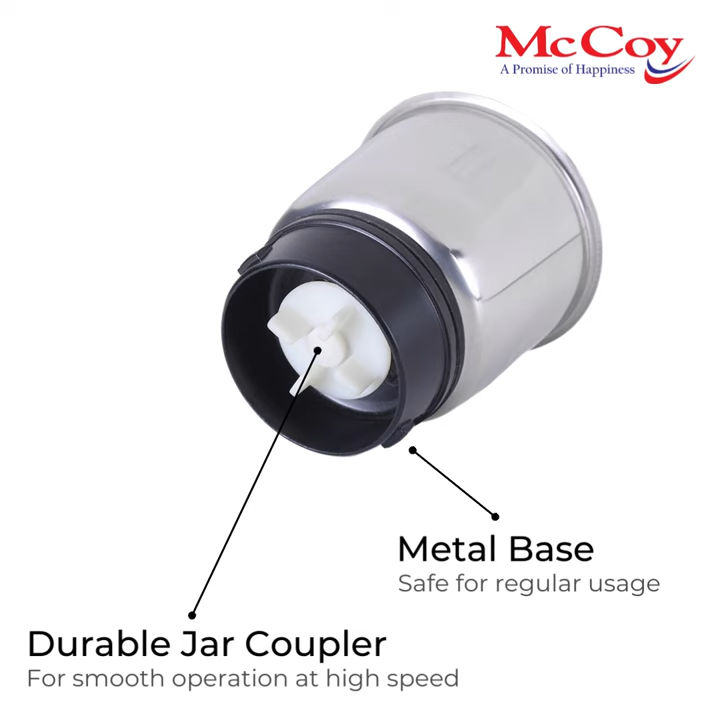 McCoy
A Promise of Happiness
Metal Base
Safe for regular usage
Durable Jar Coupler
For smooth operation at high speed